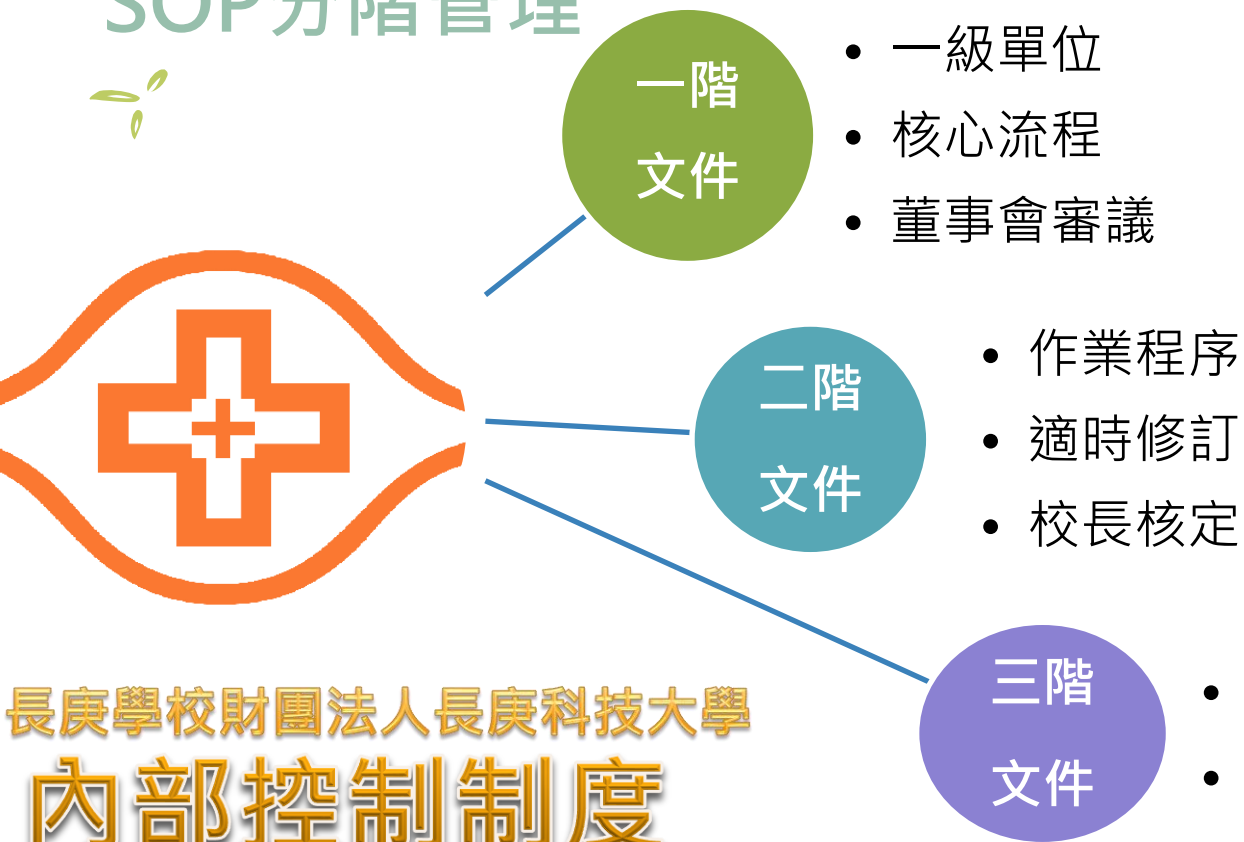 SOP分階管理
一階
文件
• 一級單位
• 核心流程
• 董事會審議
二階
文件
• 作業程序
• 適時修訂
• 校長核定
三階
文件
•
•
長庚學校財團法人長庚科技大學
內部控制制度